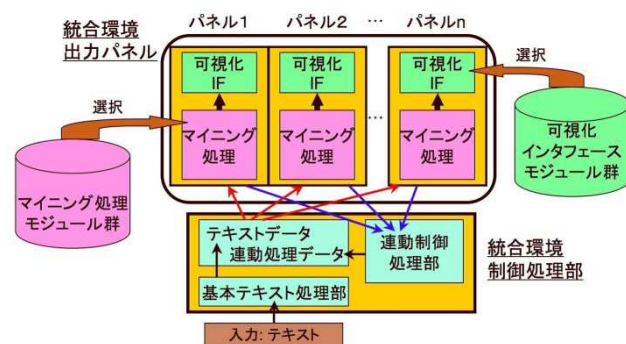 パネル1 パネル2 … パネルn
統合環境
出力パネル
可視化
IF
可視化
IF
可視化
IF
選択
選択
マイニング
処理
マイニング
処理
…
マイニング
処理
マイニング処理
モジュール群
可視化
インタフェース
モジュール群
テキストデータ
連動処理データ
連動制御
処理部
統合環境
制御処理部
基本テキスト処理部
入力: テキスト